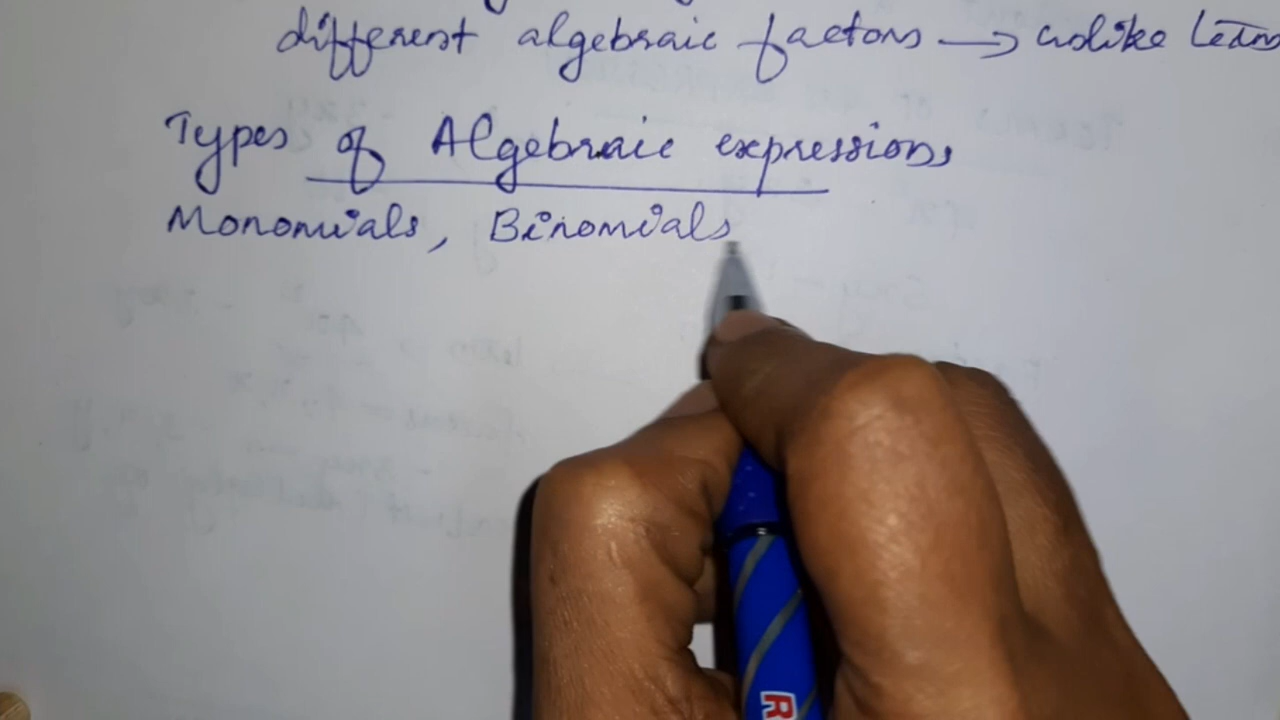 different algebraic factors → unlike terms
Types of Algebraic expressions
Monomials, Binomials
R